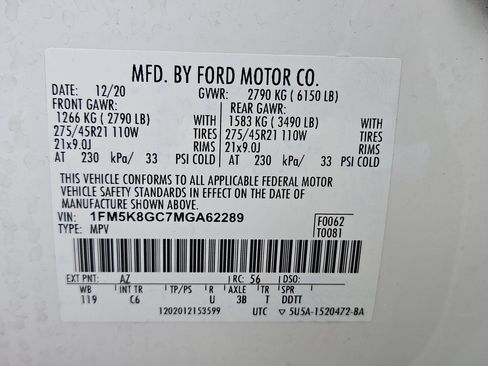 MFD. BY FORD MOTOR CO.
DATE: 12/20 GVWR: 2790 KG ( 6150 LB)
FRONT GAWR: REAR GAWR:
1266 KG ( 2790 LB) WITH 1583 KG ( 3490 LB) WITH
275/45R21 110W TIRES 275/45R21 110W TIRES
21x9.0J RIMS 21x9.0J RIMS
AT 230 kPa/ 33 PSI COLD AT 230 kPa/ 33 PSI COLD
THIS VEHICLE CONFORMS TO ALL APPLICABLE FEDERAL MOTOR
VEHICLE SAFETY STANDARDS IN EFFECT ON THE DATE OF
MANUFACTURE SHOWN ABOVE.
VIN: 1FM5K8GC7MGA62289 F0062
TYPE: MPV T0081
EXT PNT: AZ RC: 56 DSO:
WB INT TR TP/PS R AXLE TR SPR
119 C6 U 3B T DDTT
1202012153599 UTC ▽ 5U5A-1520472-BA